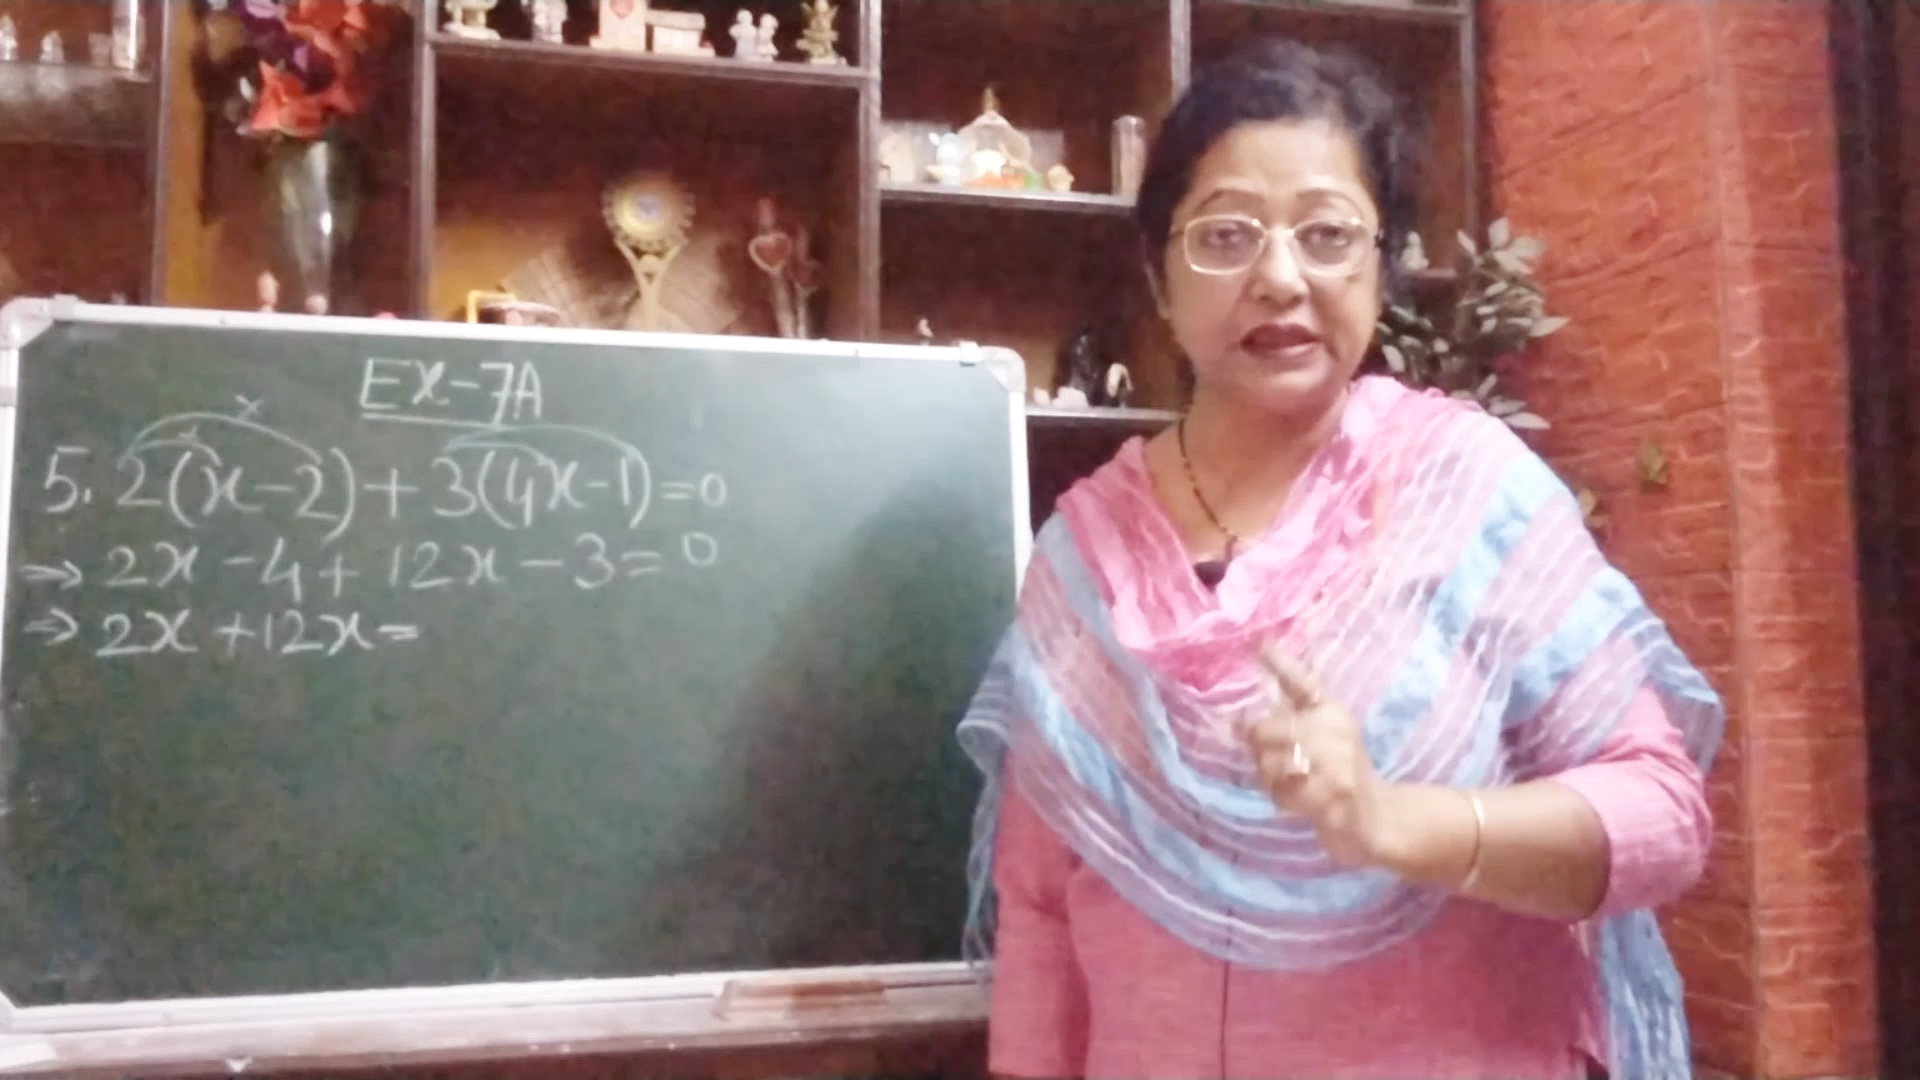 EX-7A
5. 2(x-2)+3(4x-1)=0
⇒ 2x-4+12x-3=0
⇒ 2x+12x=